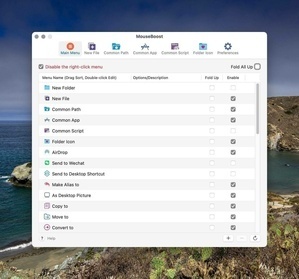 MouseBoost
Main Menu New File Common Path Common App Common Script Folder Icon Preferences
Disable the right-click menu Fold All Up
Menu Name (Drag Sort, Double-click Edit) Options/Description Fold Up Enable
New Folder
New File
Common Path
Common App
Common Script
Folder Icon
AirDrop
Send to Wechat
Send to Desktop Shortcut
Make Alias to
As Desktop Picture
Copy to
Move to
Convert to
Help